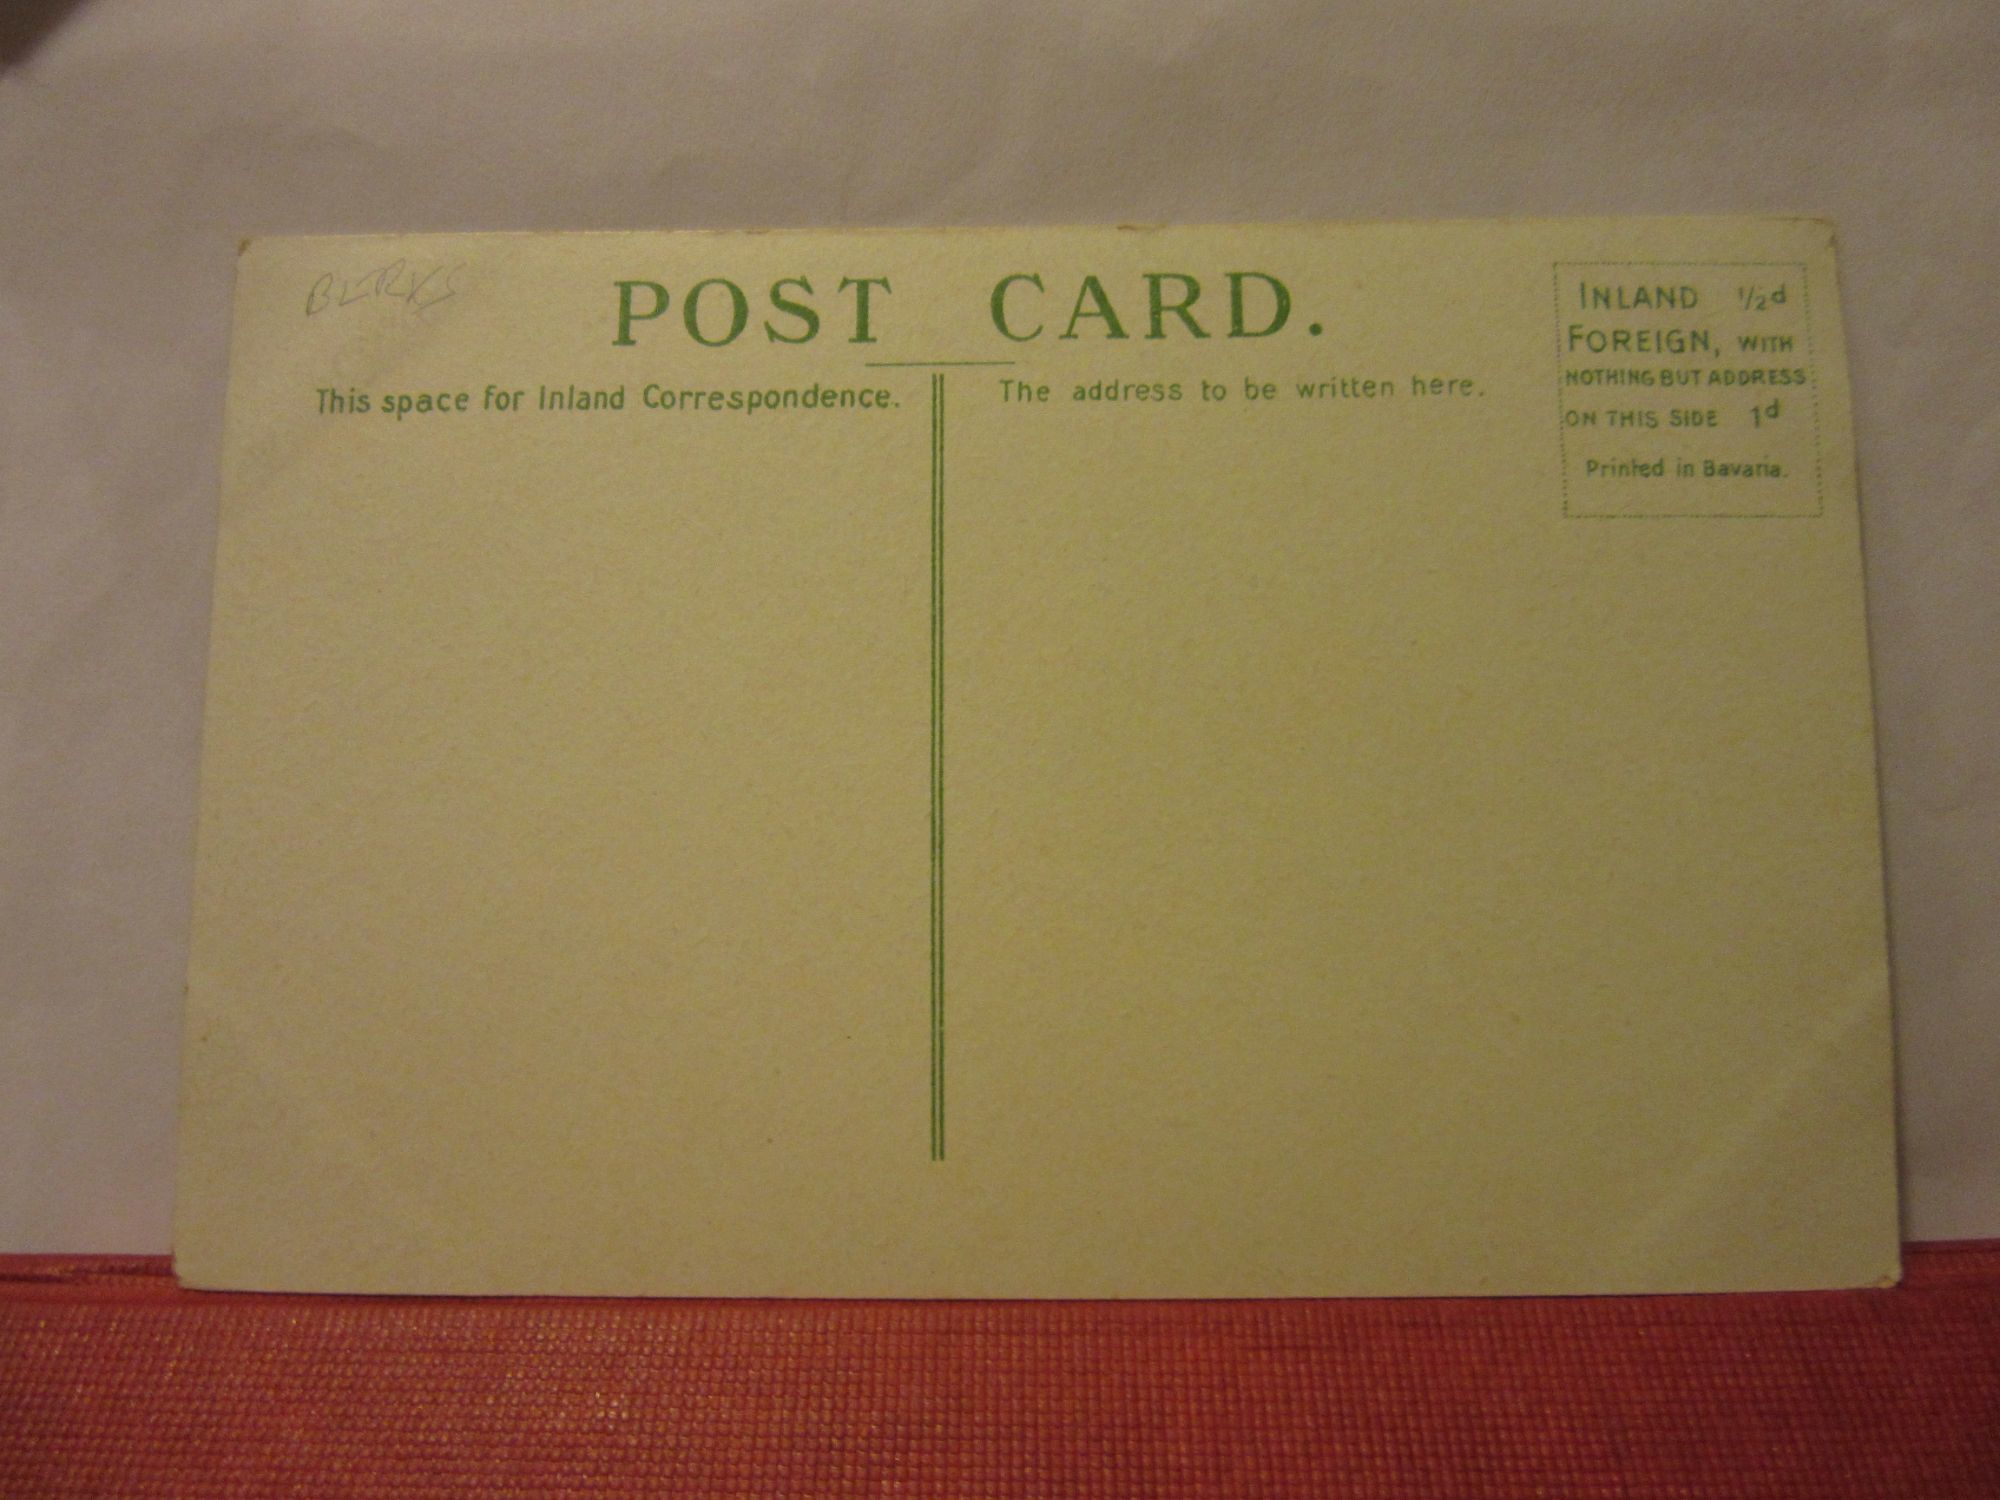 BERKS
POST CARD.
This space for Inland Correspondence.
The address to be written here.
INLAND 1/2d
FOREIGN, WITH
NOTHING BUT ADDRESS
ON THIS SIDE 1d
Printed in Bavaria.